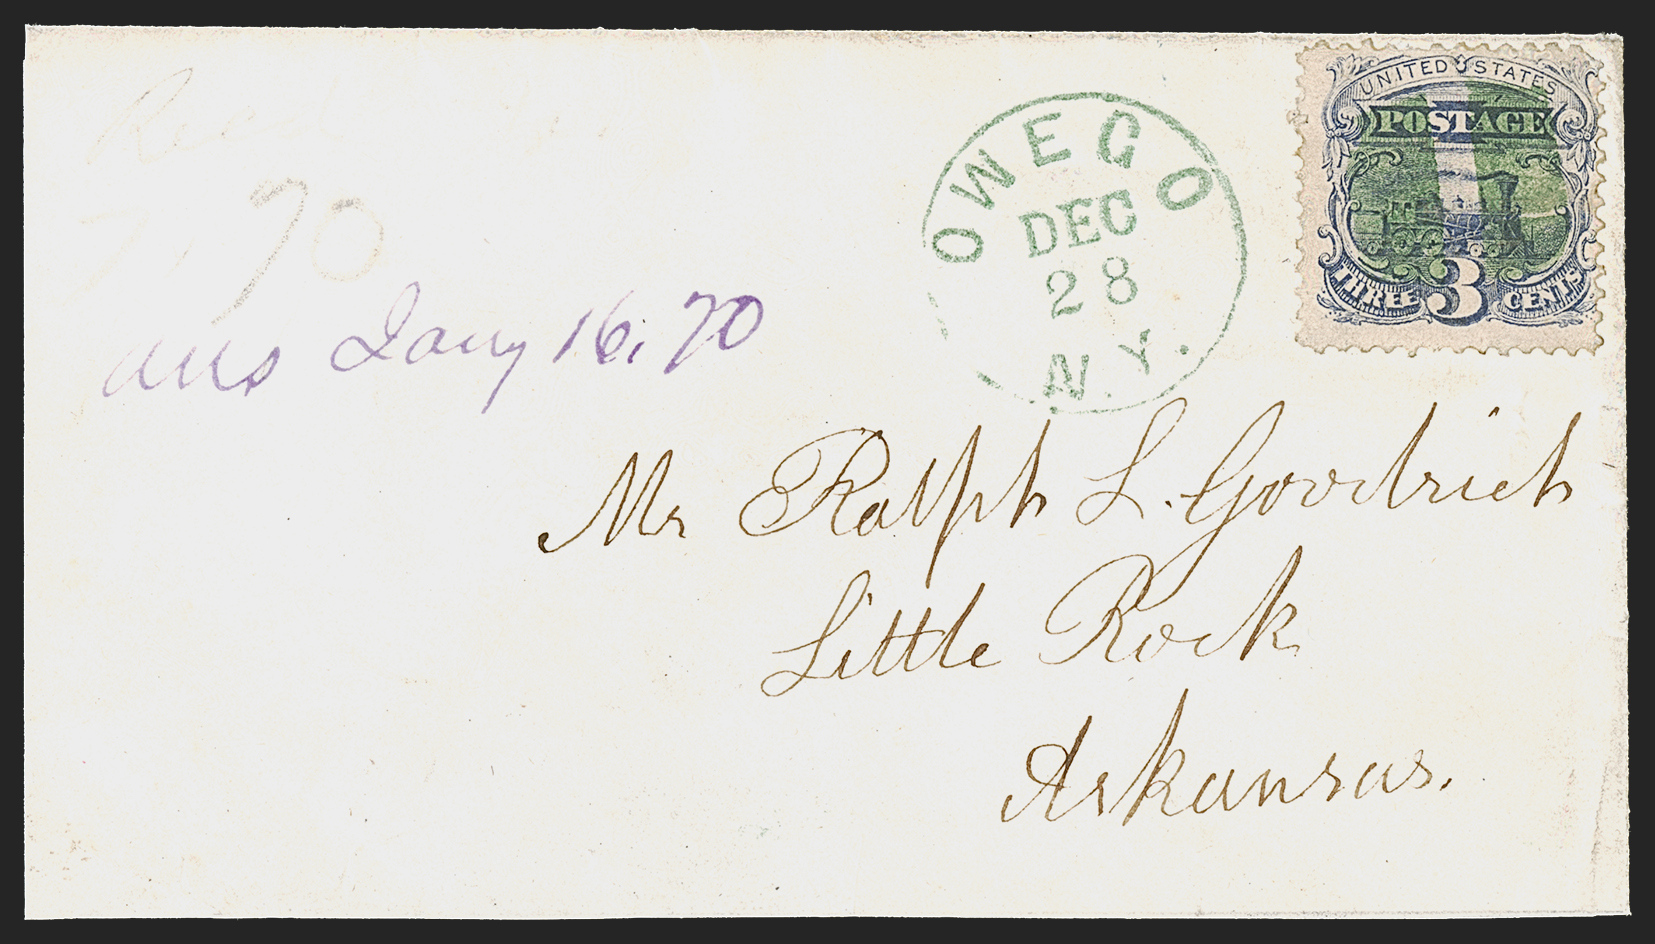 UNITED STATES
POSTAGE
THREE 3 CENTS
OWEGO
DEC
28
N.Y.
70
ans Jany 16, 70
Mr Ralph L. Goodrich
Little Rock
Arkansas.